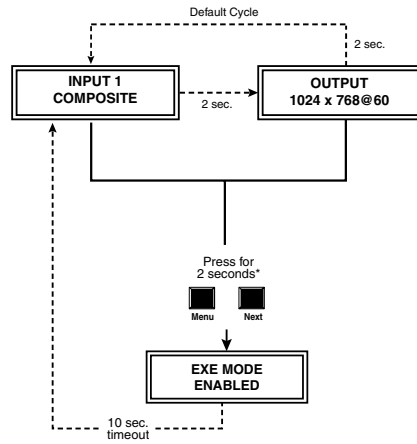 Default Cycle
2 sec.
INPUT 1
COMPOSITE
2 sec.
OUTPUT
1024 x 768@60
Press for
2 seconds*
Menu
Next
EXE MODE
ENABLED
10 sec.
timeout